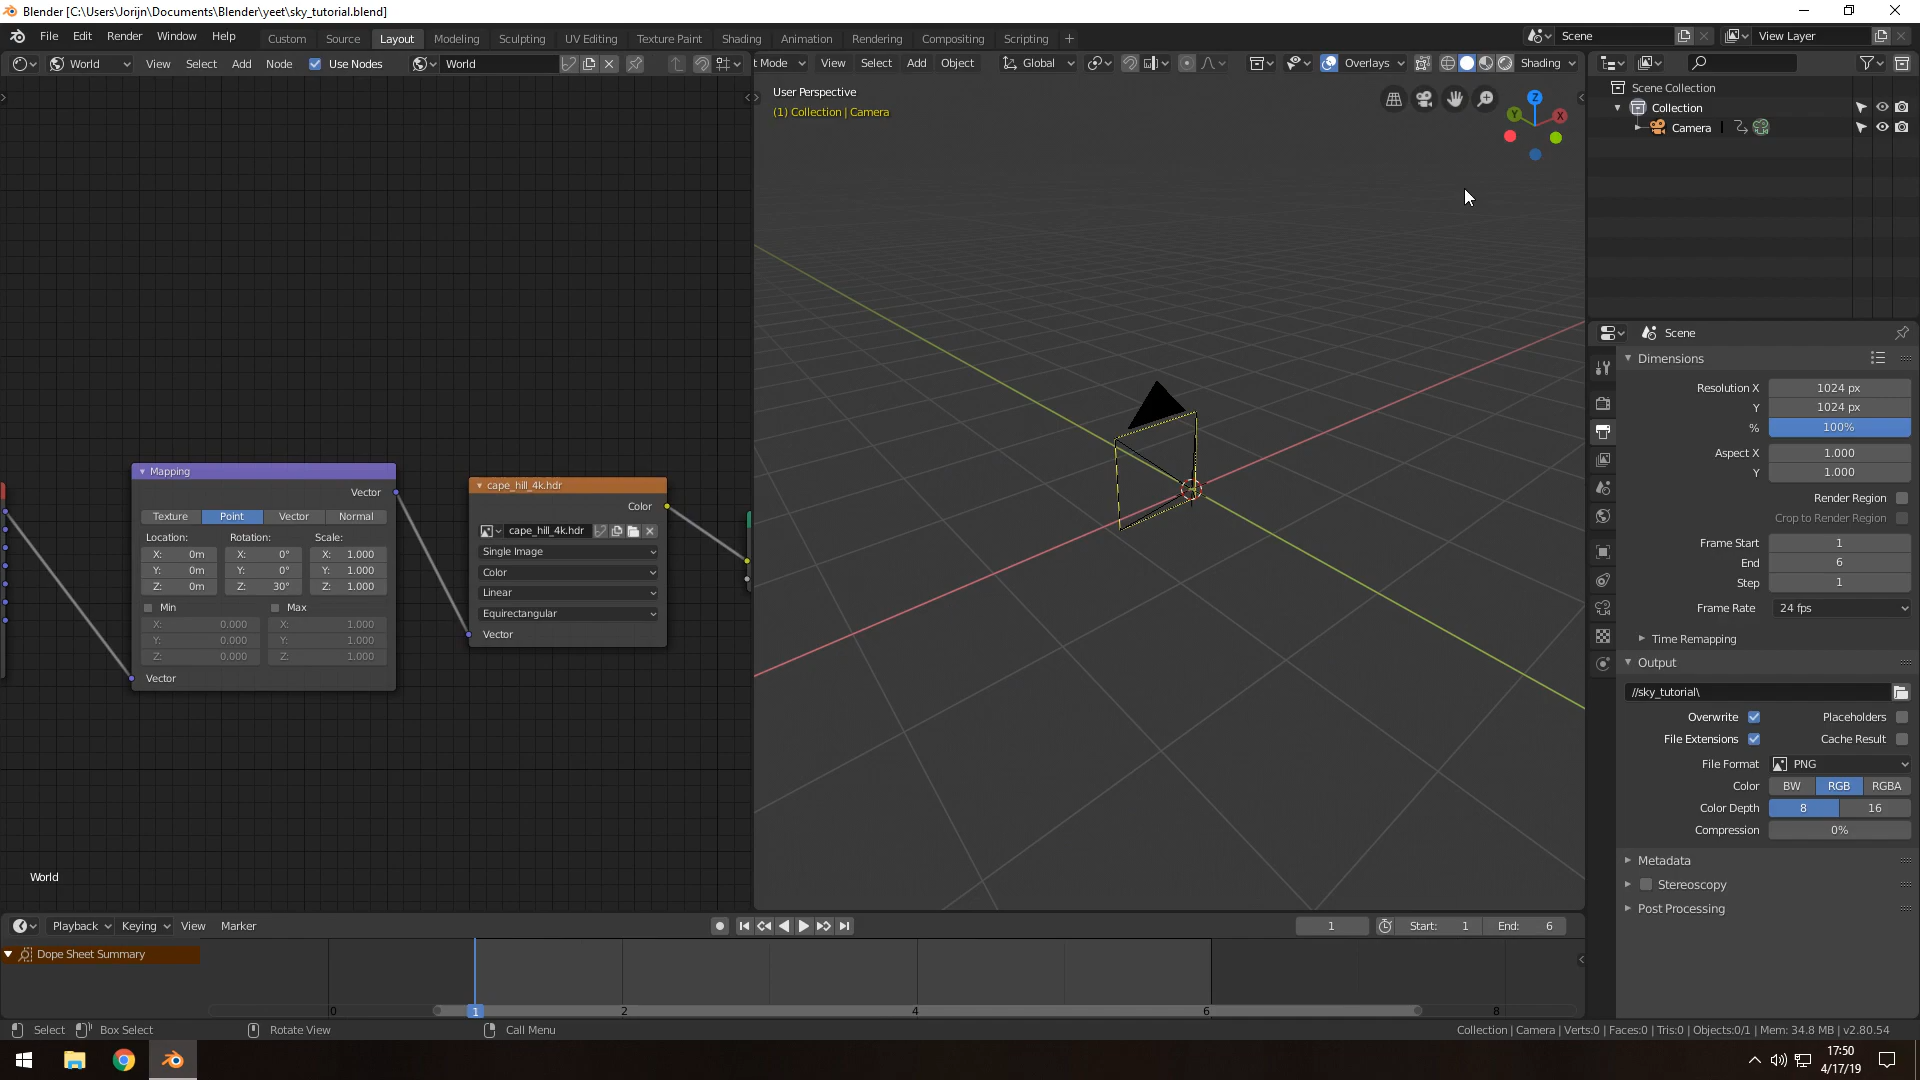 Blender [C:\Users\Jorijn\Documents\Blender\yeet\sky_tutorial.blend]
File Edit Render Window Help Custom Source Layout Modeling Sculpting UV Editing Texture Paint Shading Animation Rendering Compositing Scripting + Scene View Layer
World View Select Add Node Use Nodes World
t Mode View Select Add Object Global Overlays Shading
User Perspective
(1) Collection | Camera
Z
Y
X
Scene Collection
Collection
Camera
Mapping
Vector
Texture Point Vector Normal
Location: Rotation: Scale:
X: 0m X: 0° X: 1.000
Y: 0m Y: 0° Y: 1.000
Z: 0m Z: 30° Z: 1.000
Min Max
X: 0.000 X: 1.000
Y: 0.000 Y: 1.000
Z: 0.000 Z: 1.000
Vector
cape_hill_4k.hdr
Color
cape_hill_4k.hdr
Single Image
Color
Linear
Equirectangular
Vector
World
Scene
Dimensions
Resolution X 1024 px
Y 1024 px
% 100%
Aspect X 1.000
Y 1.000
Render Region
Crop to Render Region
Frame Start 1
End 6
Step 1
Frame Rate 24 fps
Time Remapping
Output
//sky_tutorial\
Overwrite Placeholders
File Extensions Cache Result
File Format PNG
Color BW RGB RGBA
Color Depth 8 16
Compression 0%
Metadata
Stereoscopy
Post Processing
Playback Keying View Marker 1 Start: 1 End: 6
Dope Sheet Summary
0 1 2 4 6 8
Select Box Select Rotate View Call Menu Collection | Camera | Verts:0 | Faces:0 | Tris:0 | Objects:0/1 | Mem: 34.8 MB | v2.80.54
17:50
4/17/19